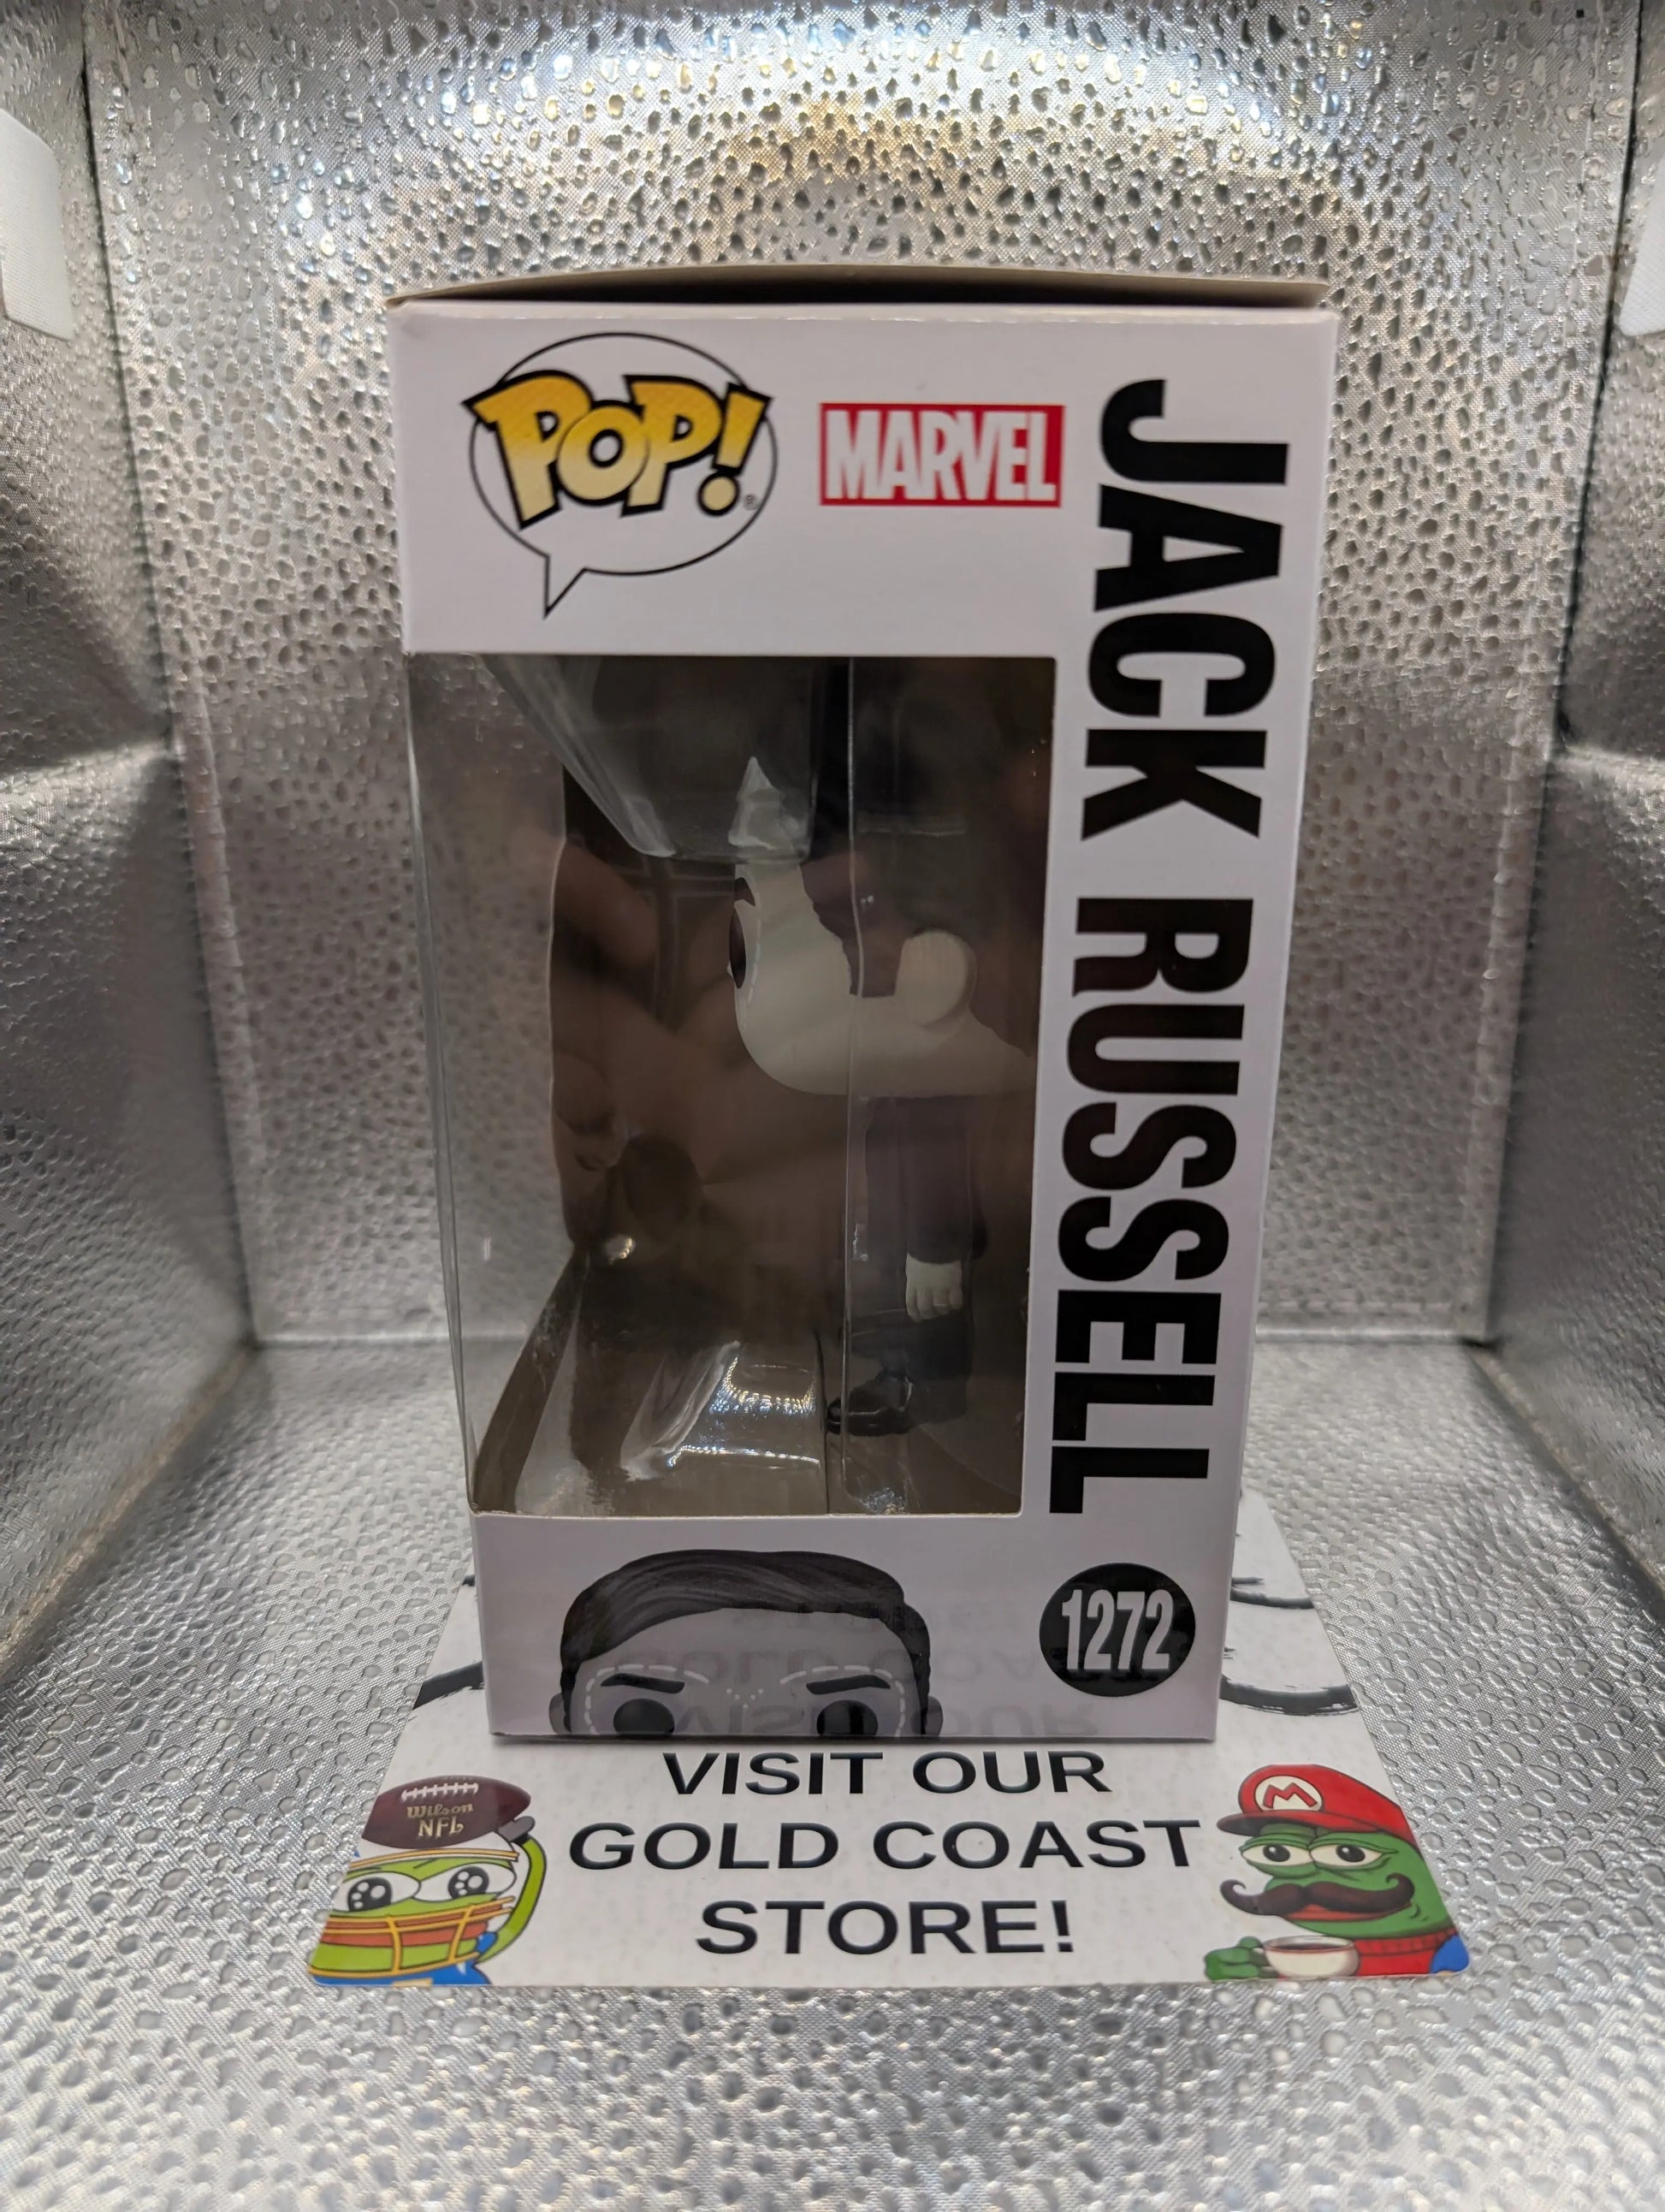 POP!
®
MARVEL
JACK RUSSELL
1272
Wilson
NFL
M
VISIT OUR
GOLD COAST
STORE!